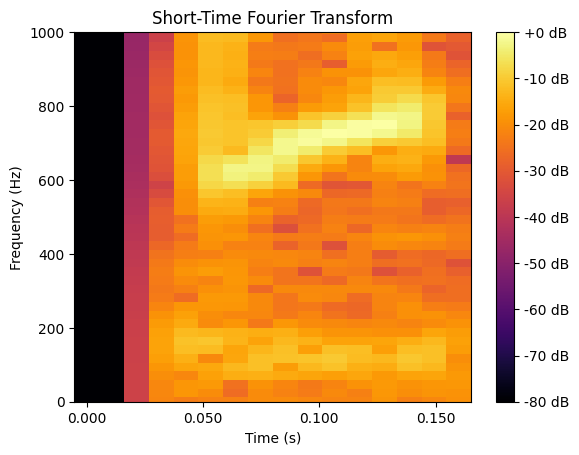 Short-Time Fourier Transform
Frequency (Hz)
1000
800
600
400
200
0
0.000
0.050
0.100
0.150
Time (s)
+0 dB
-10 dB
-20 dB
-30 dB
-40 dB
-50 dB
-60 dB
-70 dB
-80 dB